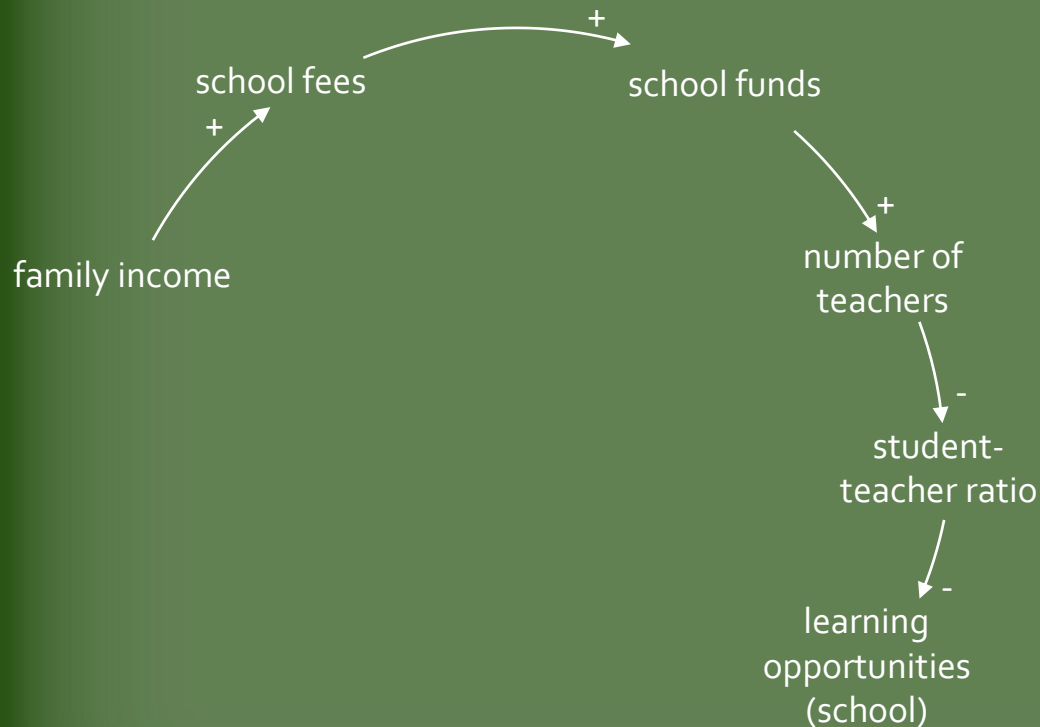 +
school fees
school funds
+
family income
+
number of
teachers
-
student-
teacher ratio
-
learning
opportunities
(school)